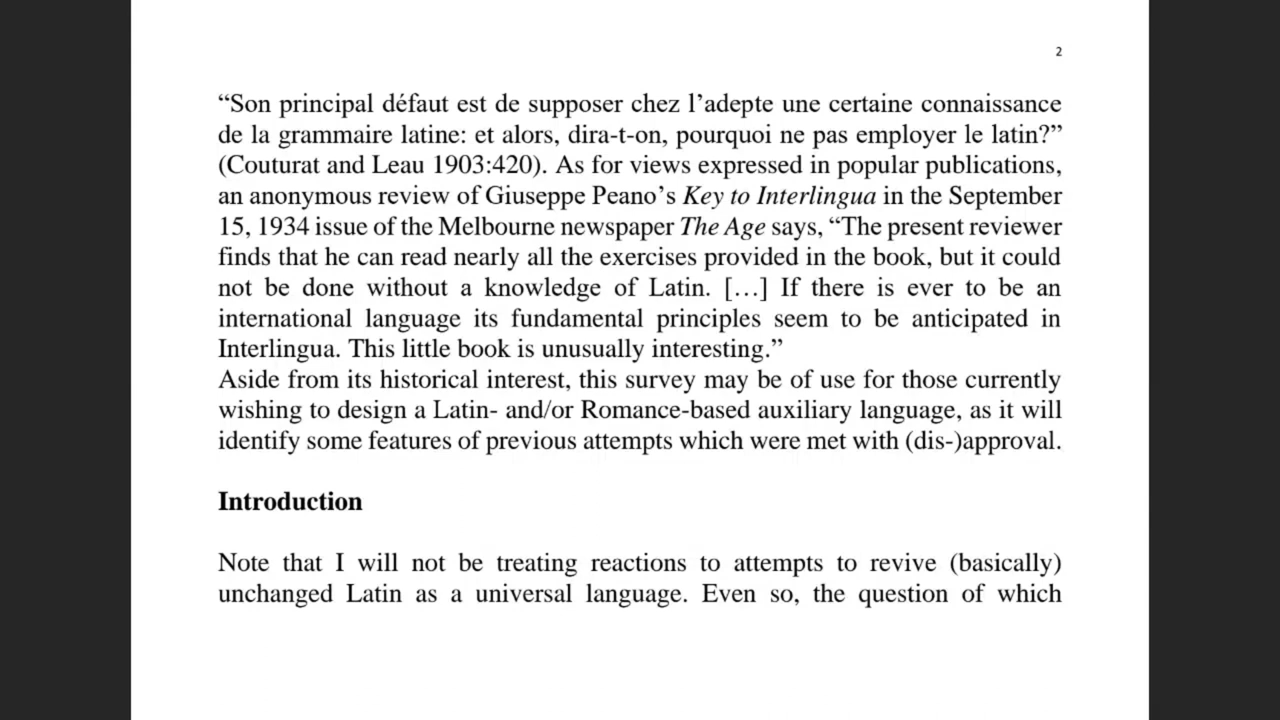 2
“Son principal défaut est de supposer chez l’adepte une certaine connaissance
de la grammaire latine: et alors, dira-t-on, pourquoi ne pas employer le latin?”
(Couturat and Leau 1903:420). As for views expressed in popular publications,
an anonymous review of Giuseppe Peano’s Key to Interlingua in the September
15, 1934 issue of the Melbourne newspaper The Age says, “The present reviewer
finds that he can read nearly all the exercises provided in the book, but it could
not be done without a knowledge of Latin. […] If there is ever to be an
international language its fundamental principles seem to be anticipated in
Interlingua. This little book is unusually interesting.”
Aside from its historical interest, this survey may be of use for those currently
wishing to design a Latin- and/or Romance-based auxiliary language, as it will
identify some features of previous attempts which were met with (dis-)approval.
Introduction
Note that I will not be treating reactions to attempts to revive (basically)
unchanged Latin as a universal language. Even so, the question of which